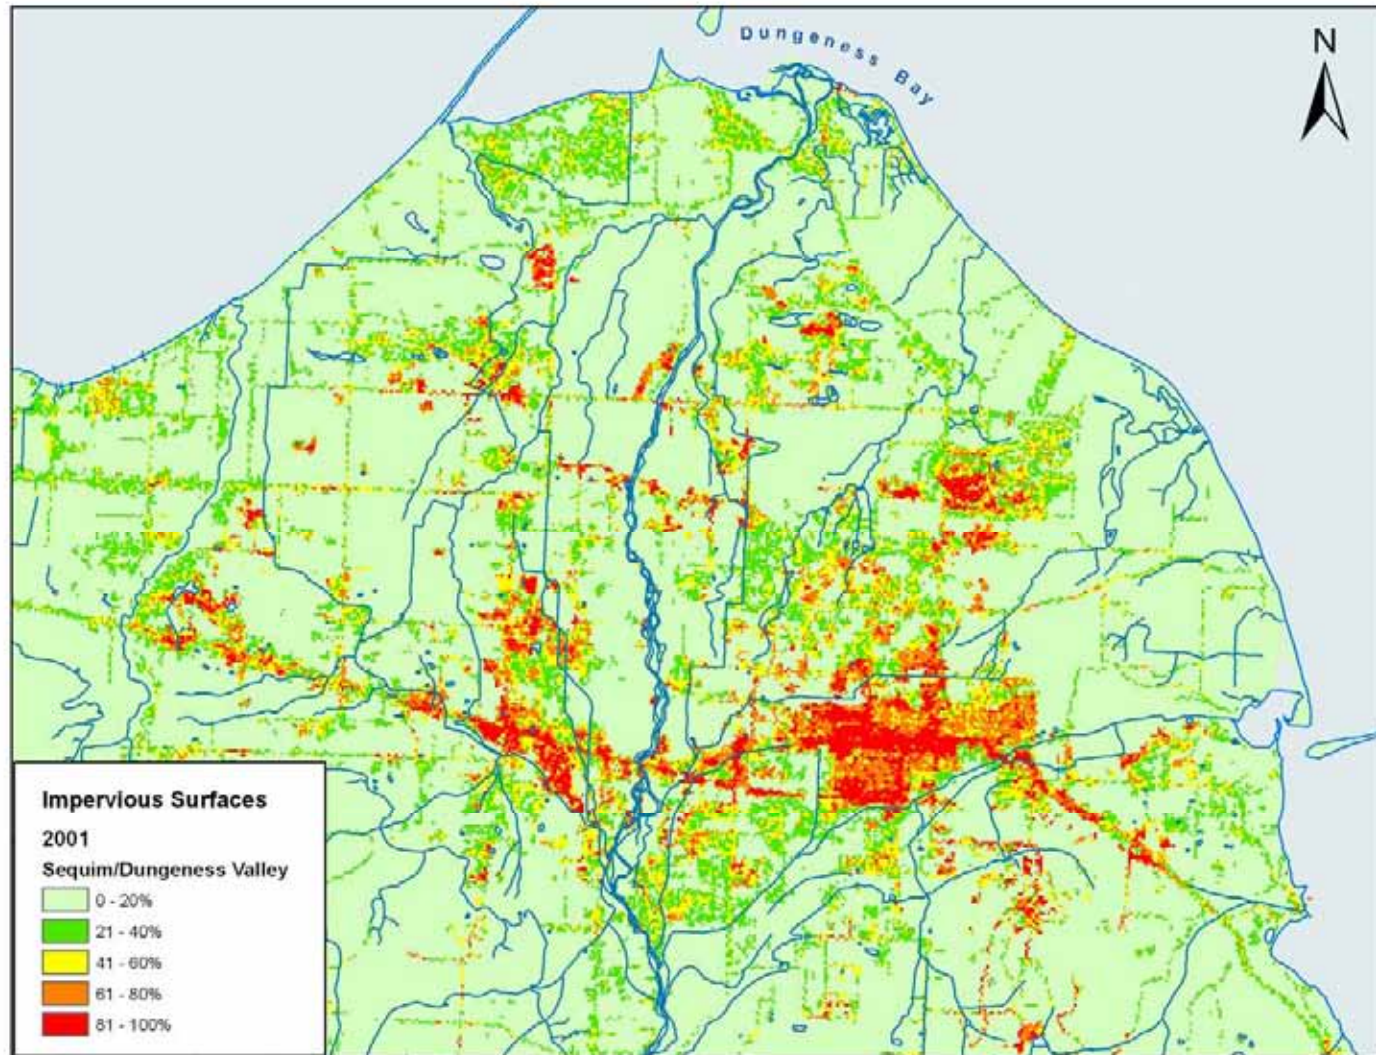 Dungeness Bay
N
Impervious Surfaces
2001
Sequim/Dungeness Valley
0 - 20%
21 - 40%
41 - 60%
61 - 80%
81 - 100%